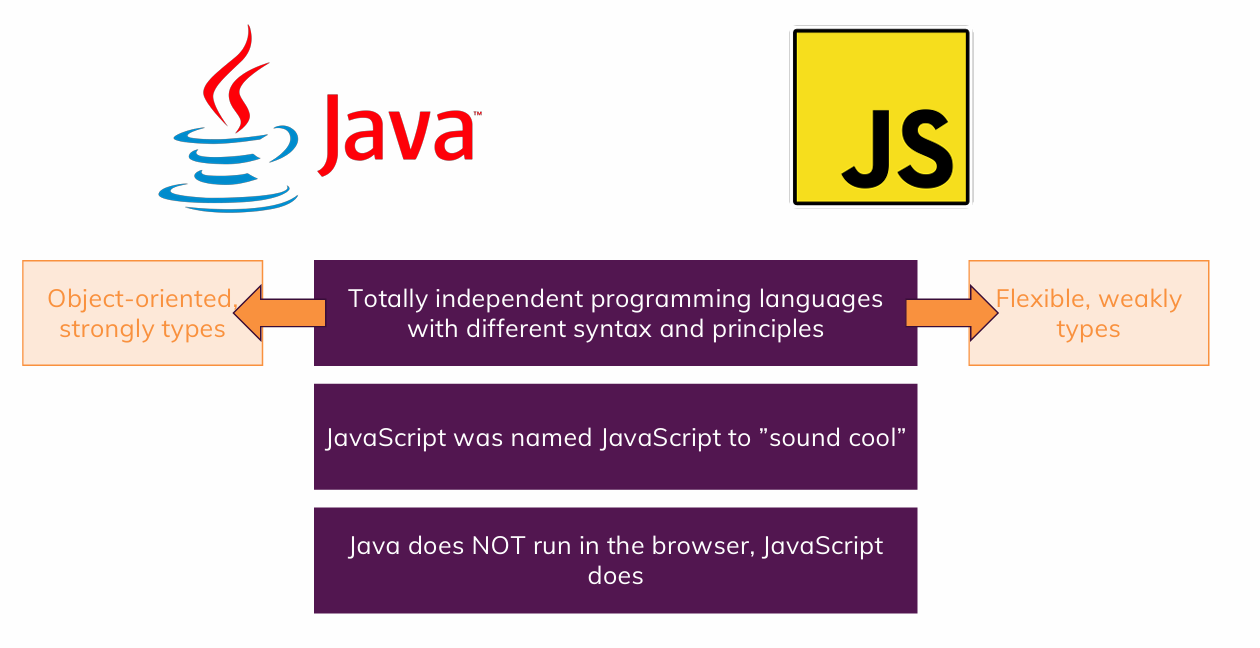 Java™
JS
Object-oriented,
strongly types
Totally independent programming languages
with different syntax and principles
Flexible, weakly
types
JavaScript was named JavaScript to ”sound cool”
Java does NOT run in the browser, JavaScript
does